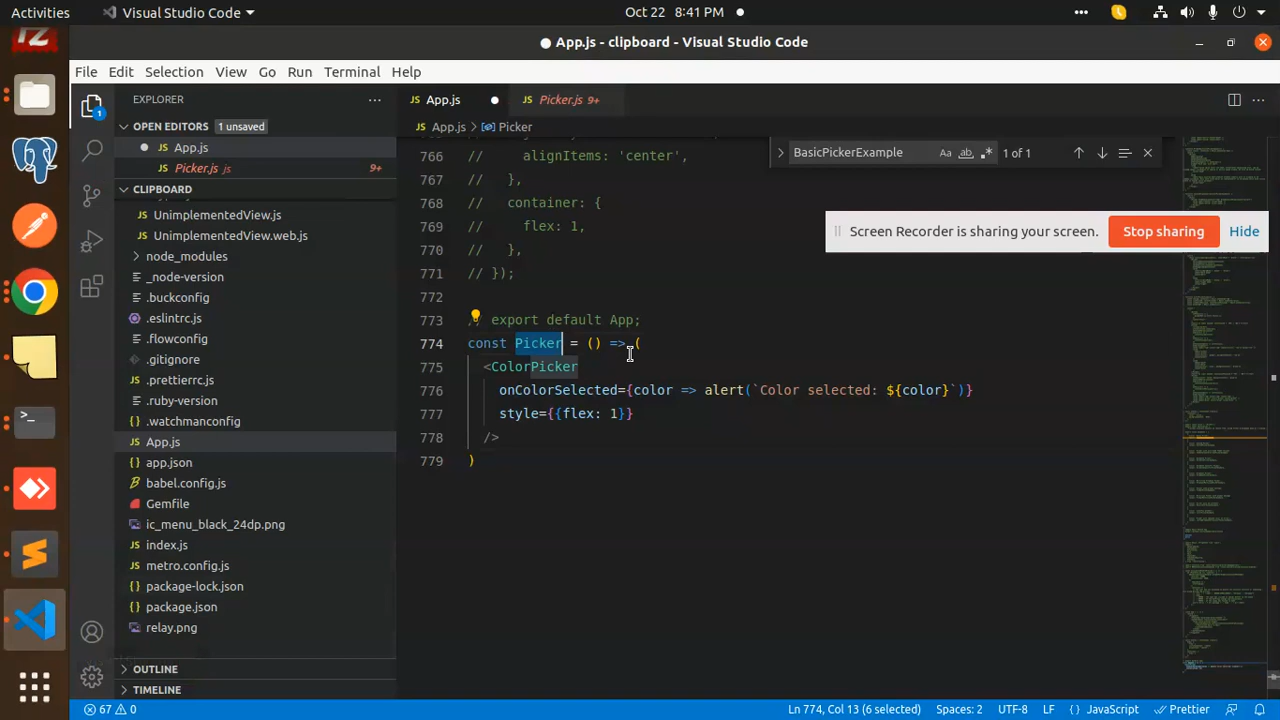 Activities Visual Studio Code Oct 22 8:41 PM
App.js - clipboard - Visual Studio Code
File Edit Selection View Go Run Terminal Help
EXPLORER
OPEN EDITORS 1 unsaved
App.js
Picker.js js 9+
CLIPBOARD
UnimplementedView.js
UnimplementedView.web.js
node_modules
_node-version
.buckconfig
.eslintrc.js
.flowconfig
.gitignore
.prettierrc.js
.ruby-version
.watchmanconfig
App.js
app.json
babel.config.js
Gemfile
ic_menu_black_24dp.png
index.js
metro.config.js
package-lock.json
package.json
relay.png
OUTLINE
TIMELINE
App.js Picker.js 9+
App.js > Picker
BasicPickerExample Aa ab .* 1 of 1
Screen Recorder is sharing your screen. Stop sharing Hide
766 // alignItems: 'center',
767 // },
768 // container: {
769 // flex: 1,
770 // },
771 // });
772
773 // export default App;
774 const Picker = () => (
775 <ColorPicker
776 onColorSelected={color => alert(`Color selected: ${color}`)}
777 style={{flex: 1}}
778 />
779 )
67 0 Ln 774, Col 13 (6 selected) Spaces: 2 UTF-8 LF {} JavaScript Prettier